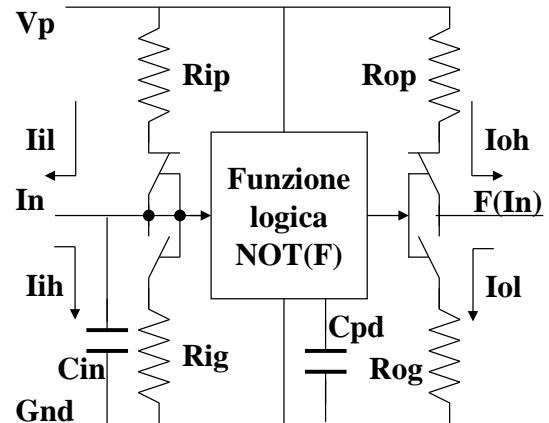 Vp
Rip
Rop
Iil
Ioh
In
Funzione
logica
NOT(F)
F(In)
Iih
Iol
Cin
Rig
Cpd
Rog
Gnd